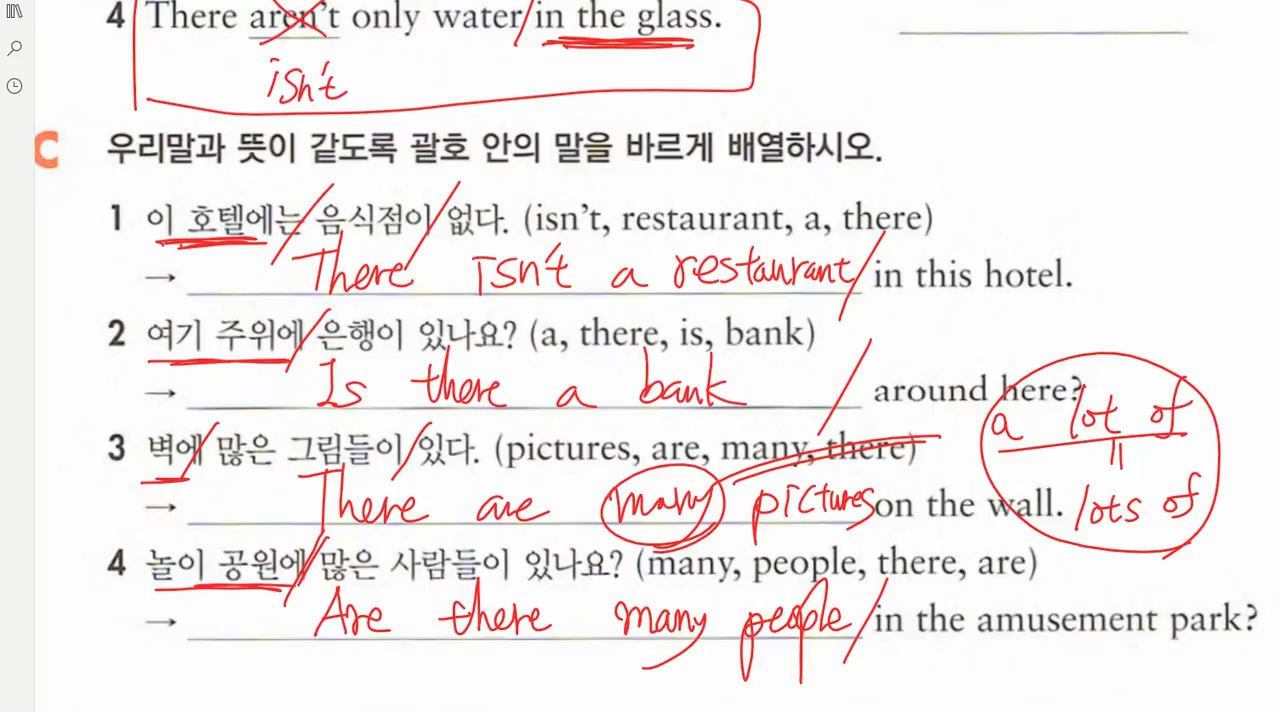 4 There aren't only water in the glass.
isn't
C 우리말과 뜻이 같도록 괄호 안의 말을 바르게 배열하시오.
1 이 호텔에는 음식점이 없다. (isn't, restaurant, a, there)
→ There isn't a restaurant in this hotel.
2 여기 주위에 은행이 있나요? (a, there, is, bank)
→ Is there a bank around here?
a lot of
3 벽에 많은 그림들이 있다. (pictures, are, many, there)
→ There are many pictures on the wall.
lots of
4 놀이 공원에 많은 사람들이 있나요? (many, people, there, are)
→ Are there many people in the amusement park?